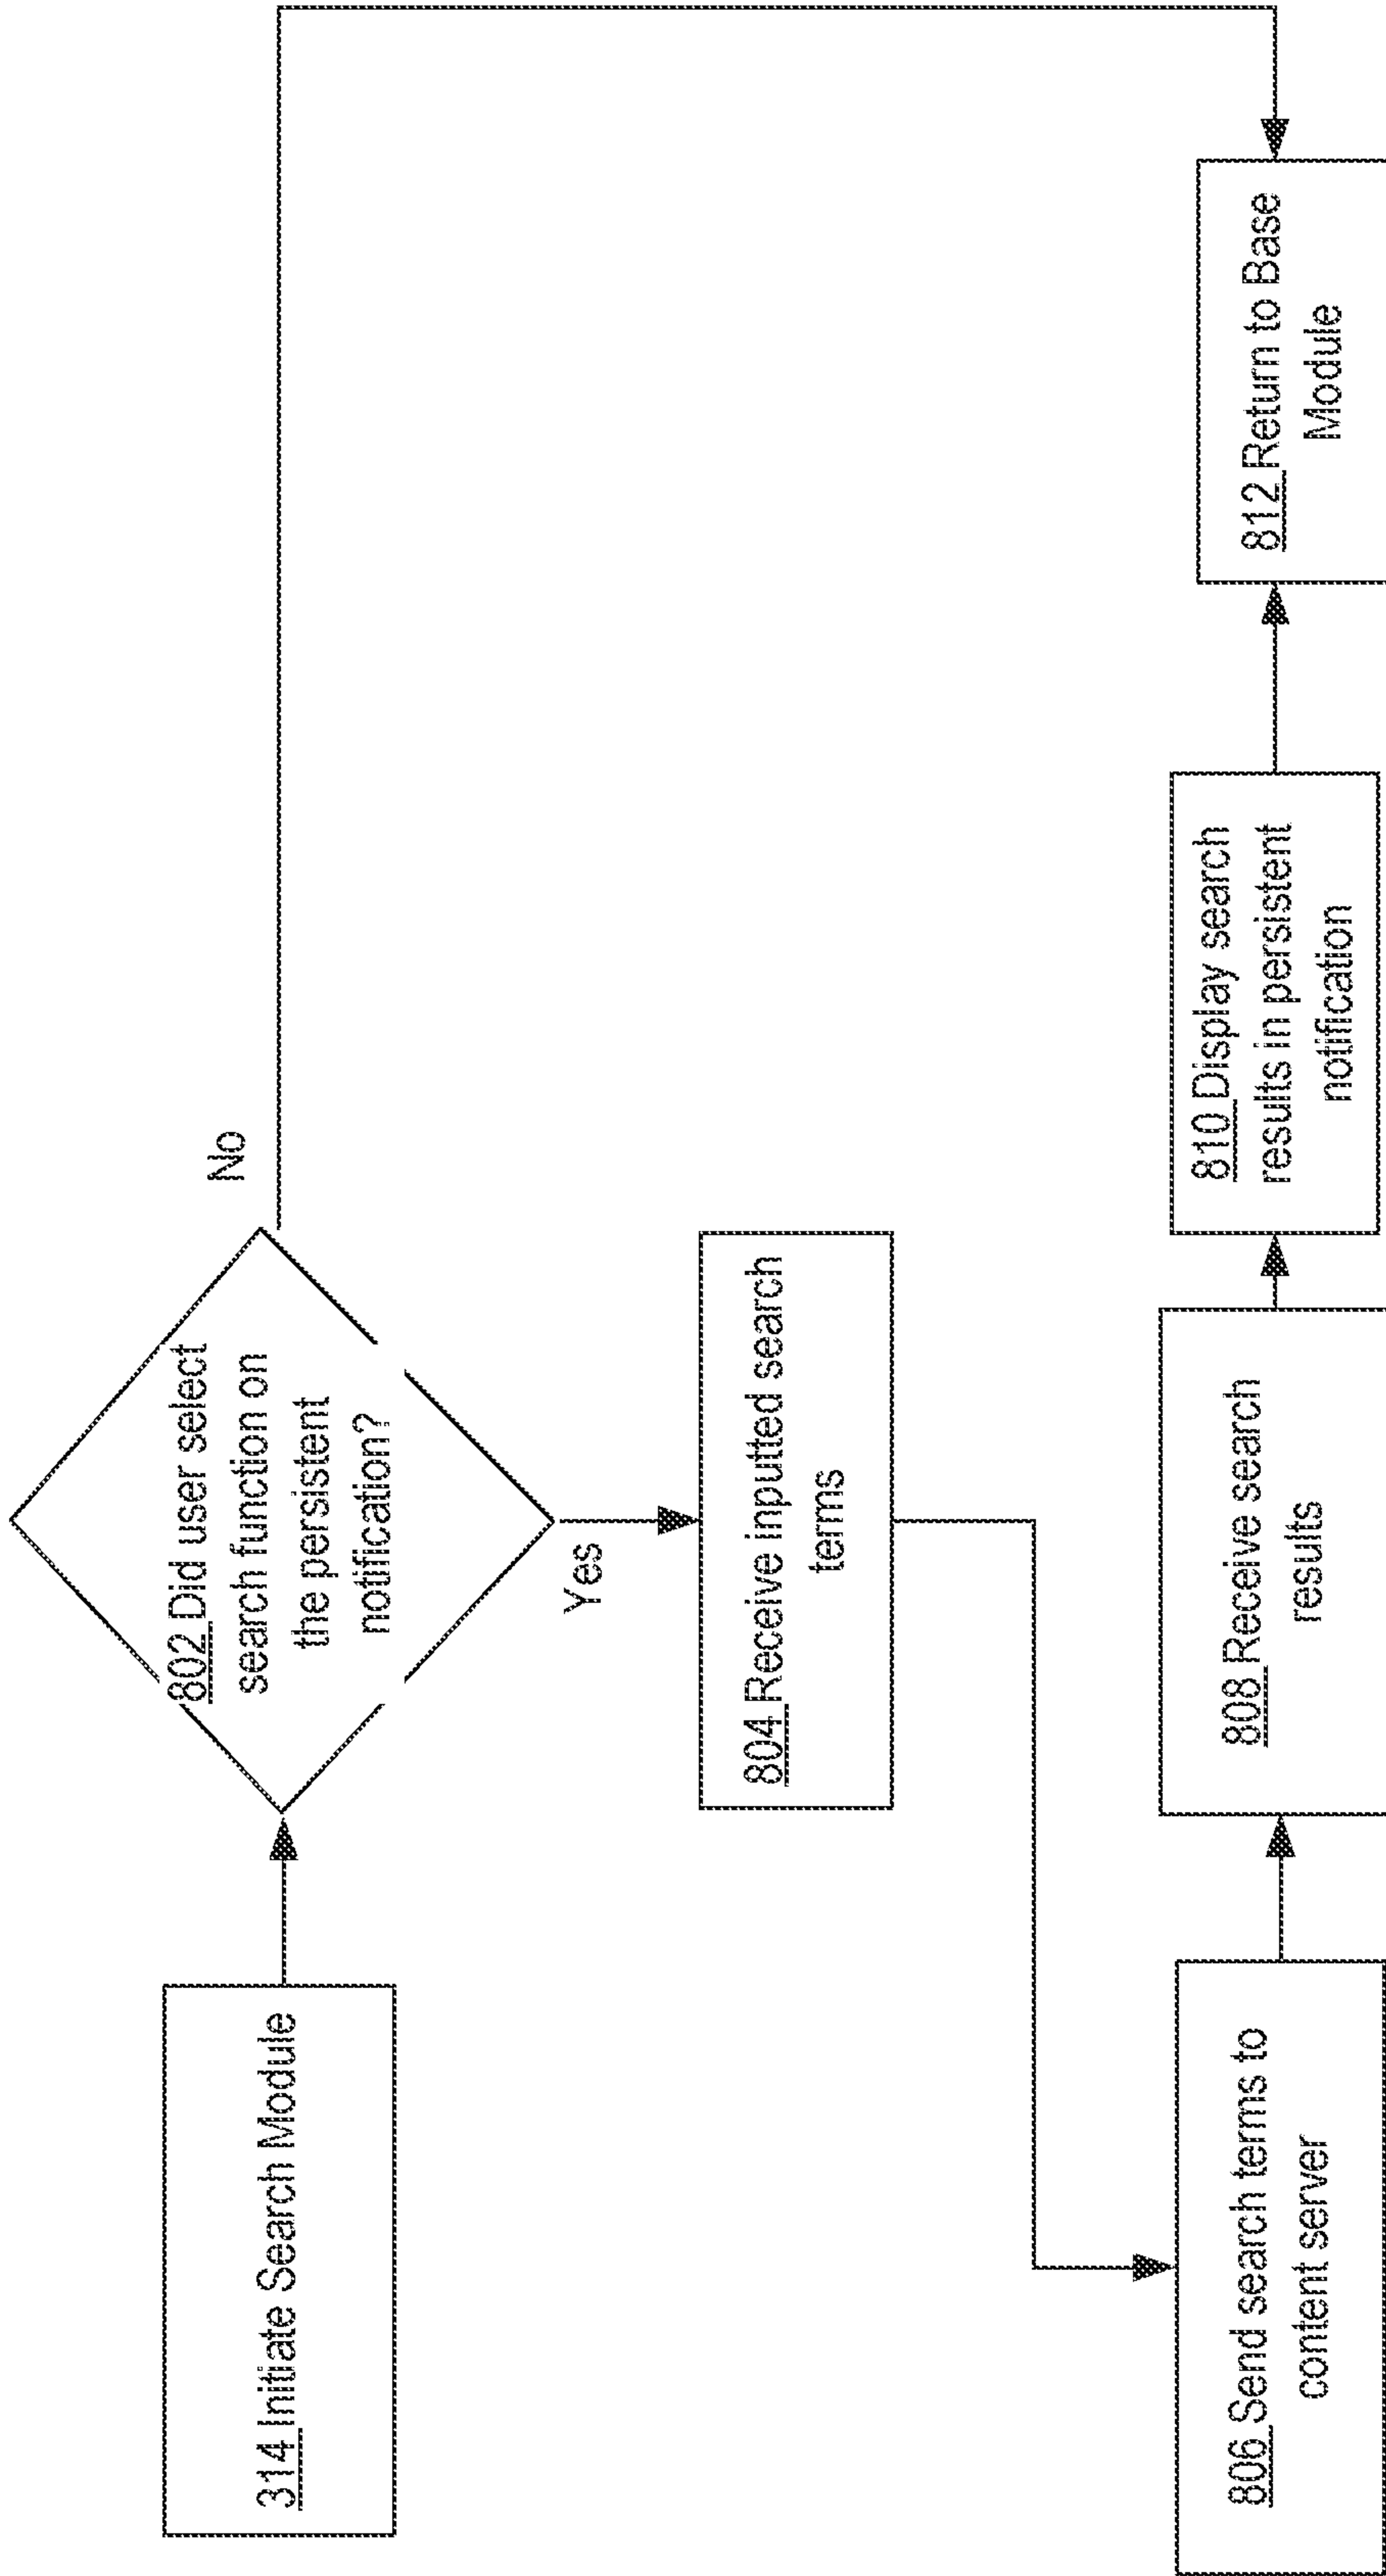 314 Initiate Search Module
802 Did user select
search function on
the persistent
notification?
No
Yes
804 Receive inputted search
terms
806 Send search terms to
content server
808 Receive search
results
810 Display search
results in persistent
notification
812 Return to Base
Module